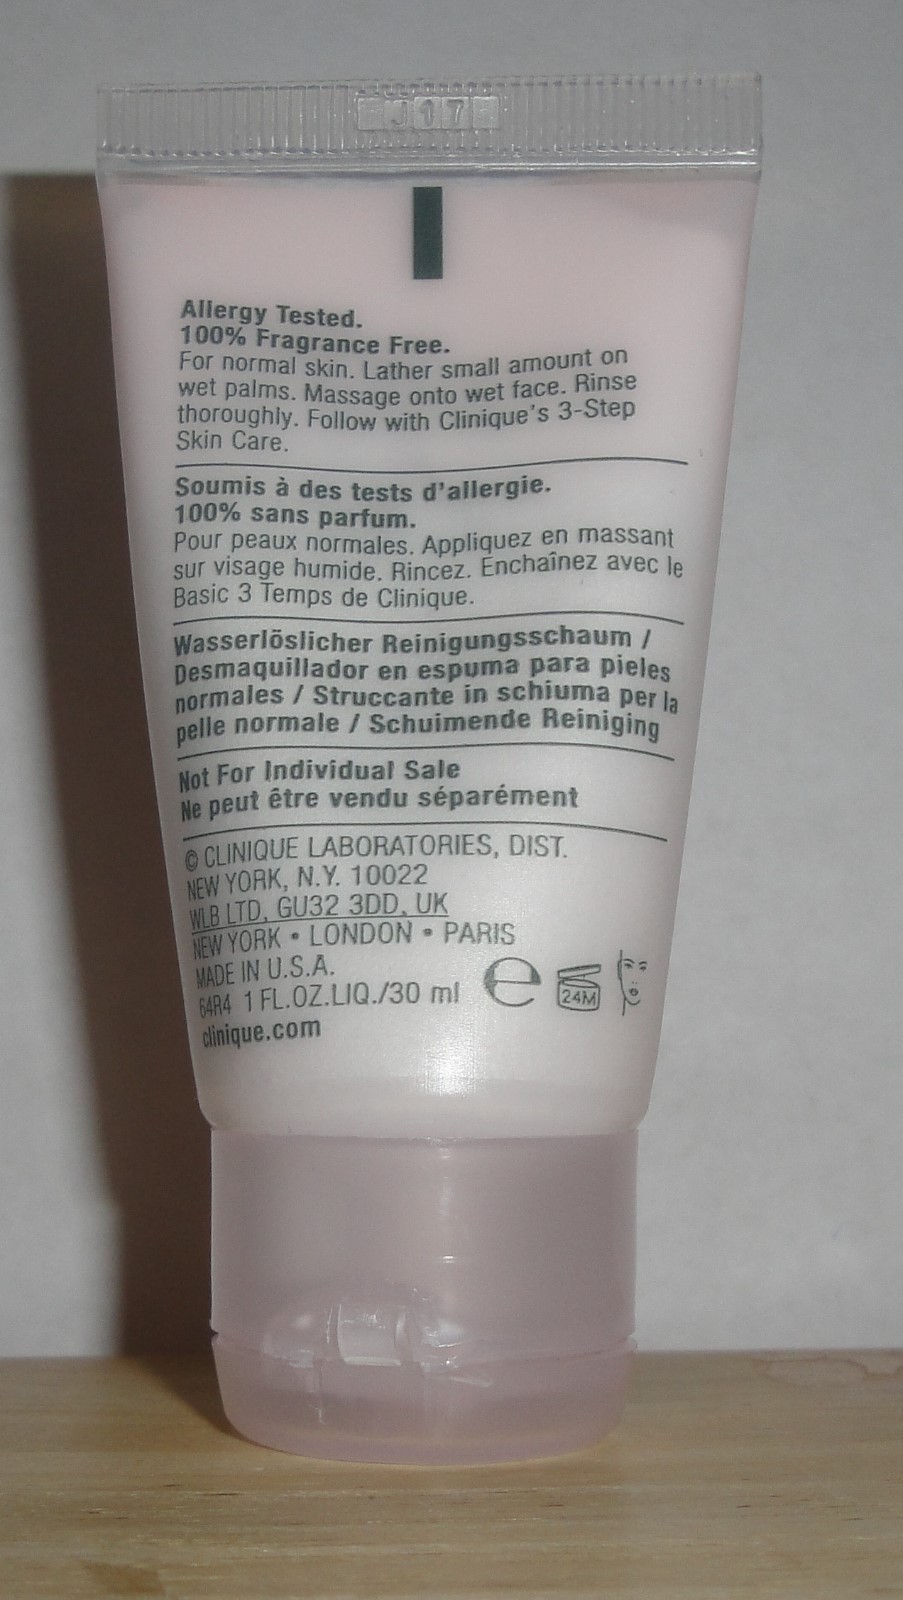 J17
Allergy Tested.
100% Fragrance Free.
For normal skin. Lather small amount on
wet palms. Massage onto wet face. Rinse
thoroughly. Follow with Clinique's 3-Step
Skin Care.
Soumis à des tests d'allergie.
100% sans parfum.
Pour peaux normales. Appliquez en massant
sur visage humide. Rincez. Enchaînez avec le
Basic 3 Temps de Clinique.
Wasserlöslicher Reinigungsschaum /
Desmaquillador en espuma para pieles
normales / Struccante in schiuma per la
pelle normale / Schuimende Reiniging
Not For Individual Sale
Ne peut être vendu séparément
© CLINIQUE LABORATORIES, DIST.
NEW YORK, N.Y. 10022
WLB LTD, GU32 3DD, UK
NEW YORK • LONDON • PARIS
MADE IN U.S.A.
64R4 1 FL.OZ.LIQ./30 ml e 24M
clinique.com